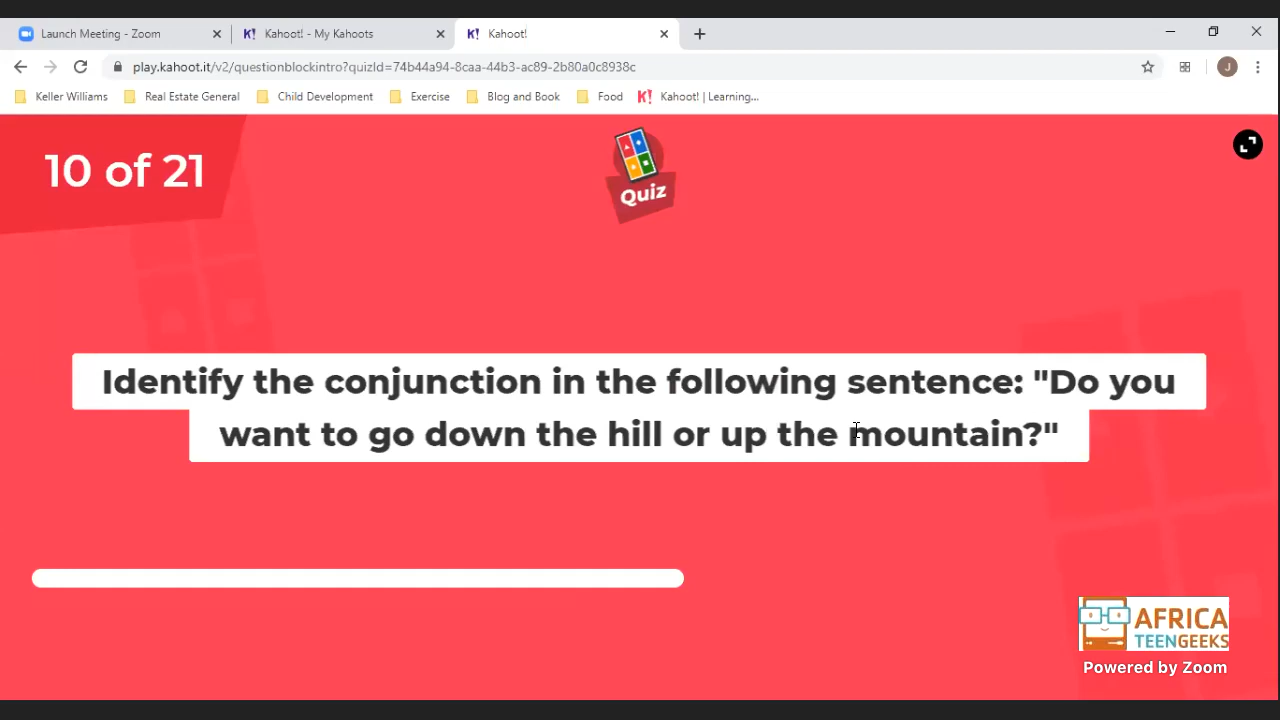 Launch Meeting - Zoom
Kahoot! - My Kahoots
Kahoot!
play.kahoot.it/v2/questionblockintro?quizId=74b44a94-8caa-44b3-ac89-2b80a0c8938c
J
Keller Williams
Real Estate General
Child Development
Exercise
Blog and Book
Food
K! Kahoot! | Learning...
10 of 21
Quiz
Identify the conjunction in the following sentence: "Do you
want to go down the hill or up the mountain?"
AFRICA
TEENGEEKS
Powered by Zoom